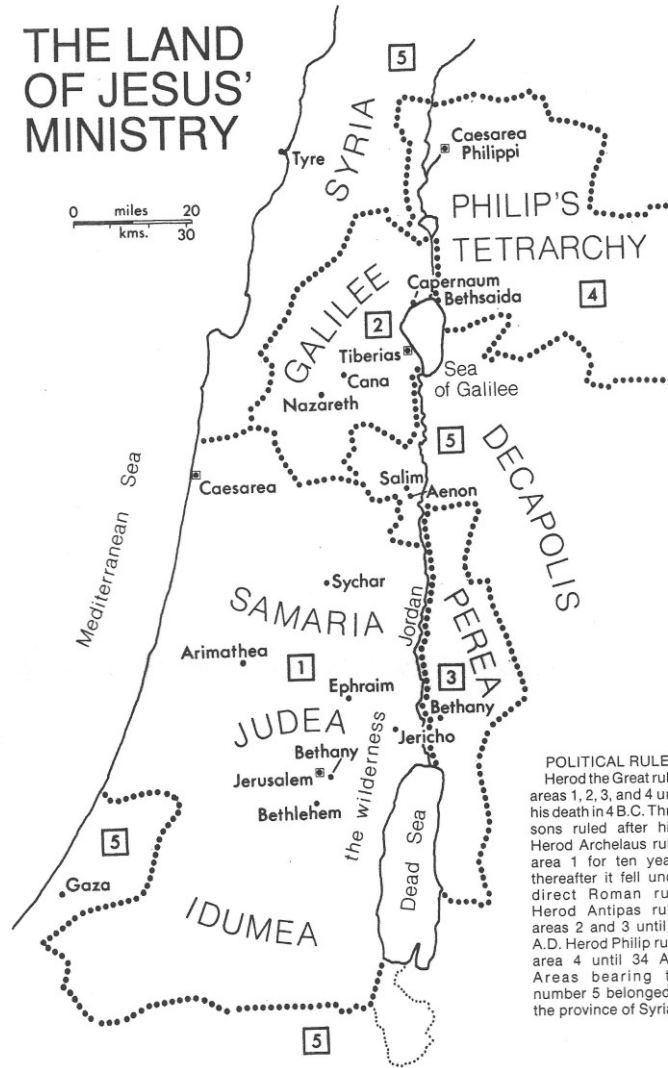 THE LAND
OF JESUS'
MINISTRY
0 miles 20
kms. 30
5
SYRIA
Tyre
Caesarea
Philippi
PHILIP'S
TETRARCHY
4
GALILEE
2
Capernaum
Bethsaida
Tiberias
Sea
of Galilee
Cana
Nazareth
5
DECAPOLIS
Caesarea
Salim
Aenon
Mediterranean Sea
Sychar
SAMARIA
Jordan
PEREA
Arimathea
1
3
Ephraim
Bethany
JUDEA
Jericho
Bethany
Jerusalem
Bethlehem
the wilderness
Dead Sea
5
Gaza
IDUMEA
5
POLITICAL RULE
Herod the Great rul
areas 1, 2, 3, and 4 un
his death in 4 B.C. Thr
sons ruled after hi
Herod Archelaus rul
area 1 for ten yea
thereafter it fell und
direct Roman ru
Herod Antipas ru
areas 2 and 3 until
A.D. Herod Philip ru
area 4 until 34 A
Areas bearing t
number 5 belonged
the province of Syria